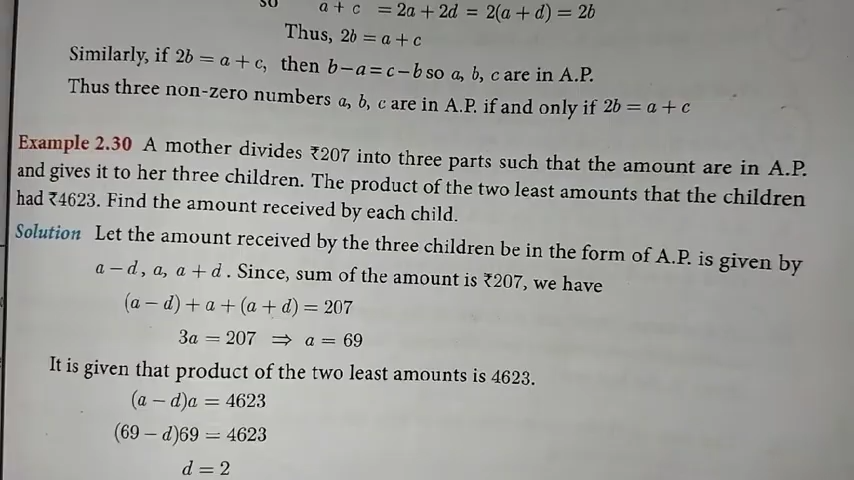 so a + c = 2a + 2d = 2(a + d) = 2b
Thus, 2b = a + c
Similarly, if 2b = a + c, then b−a = c−b so a, b, c are in A.P.
Thus three non-zero numbers a, b, c are in A.P. if and only if 2b = a + c
Example 2.30 A mother divides ₹207 into three parts such that the amount are in A.P.
and gives it to her three children. The product of the two least amounts that the children
had ₹4623. Find the amount received by each child.
Solution Let the amount received by the three children be in the form of A.P. is given by
a − d, a, a + d. Since, sum of the amount is ₹207, we have
(a − d) + a + (a + d) = 207
3a = 207 ⇒ a = 69
It is given that product of the two least amounts is 4623.
(a − d)a = 4623
(69 − d)69 = 4623
d = 2